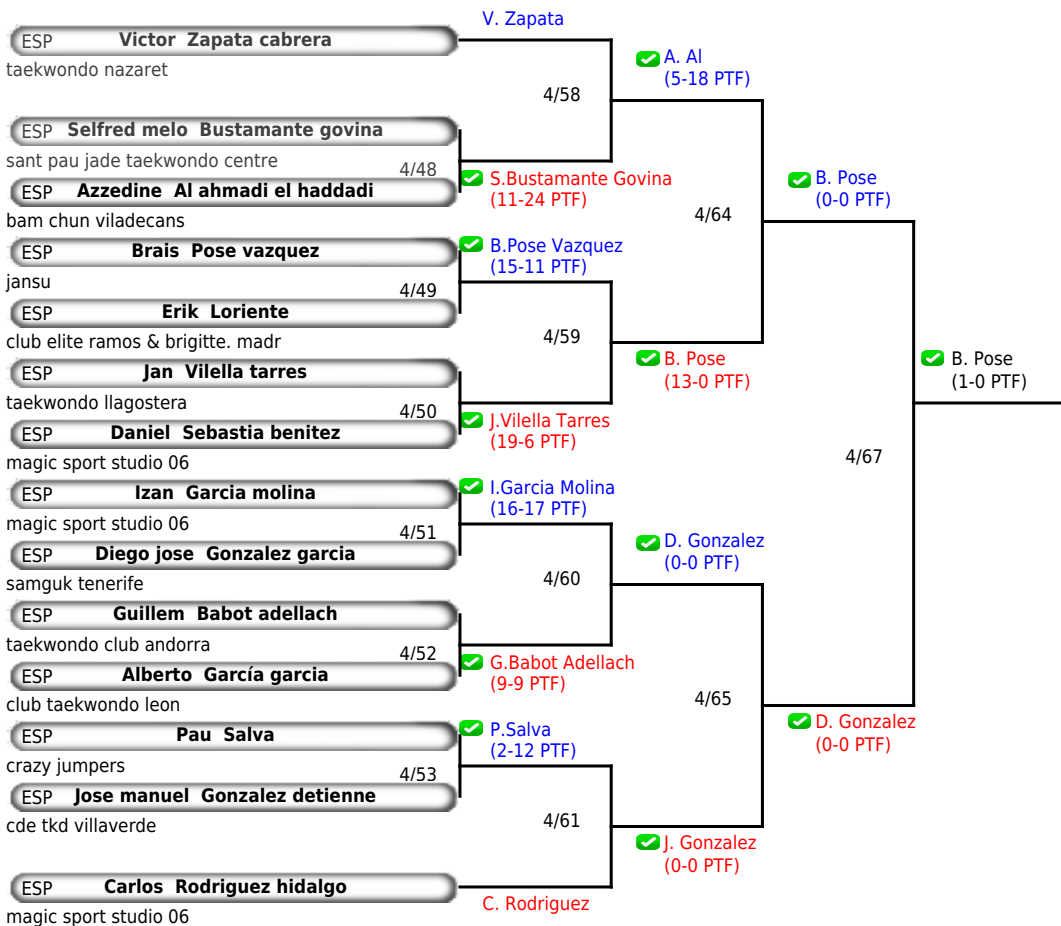 V. Zapata
ESP Victor Zapata cabrera
taekwondo nazaret
A. Al
(5-18 PTF)
4/58
ESP Selfred melo Bustamante govina
sant pau jade taekwondo centre
4/48
S.Bustamante Govina
(11-24 PTF)
ESP Azzedine Al ahmadi el haddadi
bam chun viladecans
B. Pose
(0-0 PTF)
4/64
ESP Brais Pose vazquez
jansu
B.Pose Vazquez
(15-11 PTF)
4/49
ESP Erik Loriente
club elite ramos & brigitte. madr
4/59
B. Pose
(13-0 PTF)
B. Pose
(1-0 PTF)
ESP Jan Vilella tarres
taekwondo llagostera
4/50
J.Vilella Tarres
(19-6 PTF)
ESP Daniel Sebastia benitez
magic sport studio 06
4/67
ESP Izan Garcia molina
magic sport studio 06
I.Garcia Molina
(16-17 PTF)
4/51
D. Gonzalez
(0-0 PTF)
ESP Diego jose Gonzalez garcia
samguk tenerife
4/60
ESP Guillem Babot adellach
taekwondo club andorra
4/52
G.Babot Adellach
(9-9 PTF)
ESP Alberto García garcia
club taekwondo leon
4/65
D. Gonzalez
(0-0 PTF)
ESP Pau Salva
crazy jumpers
P.Salva
(2-12 PTF)
4/53
ESP Jose manuel Gonzalez detienne
cde tkd villaverde
4/61
J. Gonzalez
(0-0 PTF)
ESP Carlos Rodriguez hidalgo
magic sport studio 06
C. Rodriguez